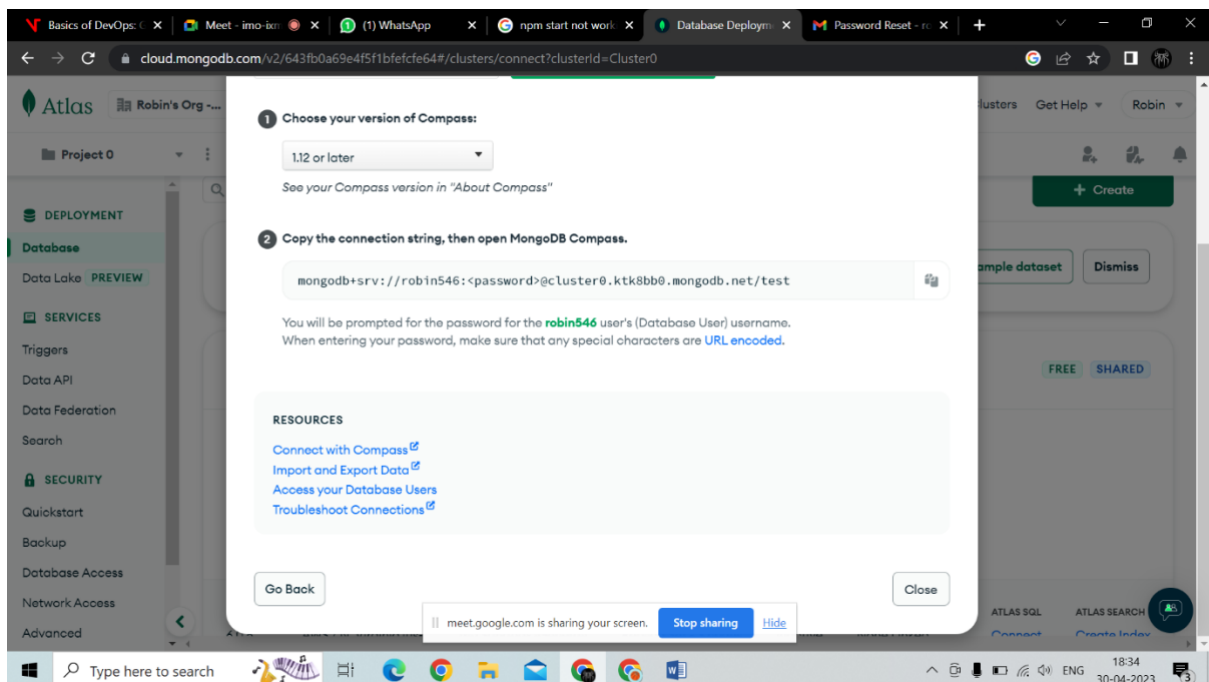 Basics of DevOps: C
Meet - imo-ixn
(1) WhatsApp
npm start not work
Database Deploym
Password Reset - ro
cloud.mongodb.com/v2/643fb0a69e4f5f1bfefcfe64#/clusters/connect?clusterId=Cluster0
Atlas
Robin's Org -...
Clusters
Get Help
Robin
Project 0
1 Choose your version of Compass:
1.12 or later
See your Compass version in "About Compass"
+ Create
DEPLOYMENT
Database
Data Lake PREVIEW
2 Copy the connection string, then open MongoDB Compass.
mongodb+srv://robin546:<password>@cluster0.ktk8bb0.mongodb.net/test
ample dataset
Dismiss
You will be prompted for the password for the robin546 user's (Database User) username.
When entering your password, make sure that any special characters are URL encoded.
SERVICES
Triggers
Data API
Data Federation
Search
FREE SHARED
RESOURCES
Connect with Compass
Import and Export Data
Access your Database Users
Troubleshoot Connections
SECURITY
Quickstart
Backup
Database Access
Network Access
Advanced
Go Back
Close
meet.google.com is sharing your screen.
Stop sharing
Hide
ATLAS SQL
ATLAS SEARCH
Connect
Create Index
Type here to search
ENG
18:34
30-04-2023
3